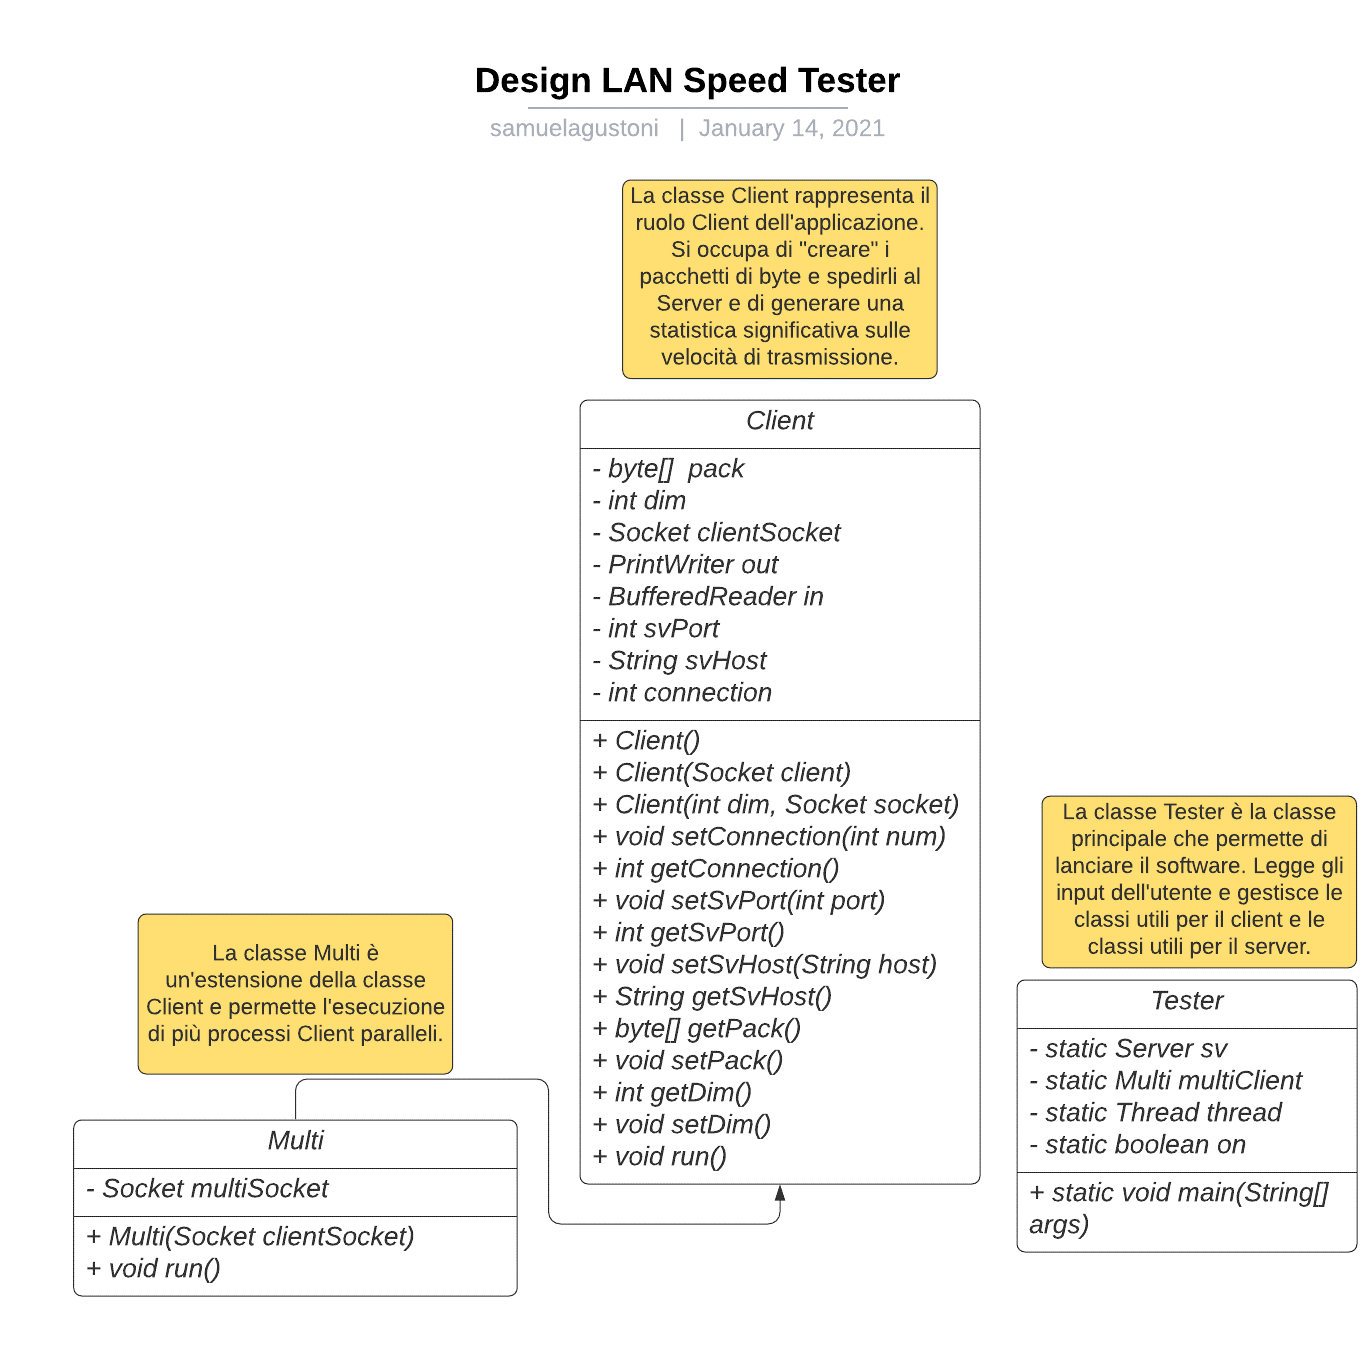 Design LAN Speed Tester
samuelagustoni | January 14, 2021
La classe Client rappresenta il
ruolo Client dell'applicazione.
Si occupa di "creare" i
pacchetti di byte e spedirli al
Server e di generare una
statistica significativa sulle
velocità di trasmissione.
Client
- byte[] pack
- int dim
- Socket clientSocket
- PrintWriter out
- BufferedReader in
- int svPort
- String svHost
- int connection
+ Client()
+ Client(Socket client)
+ Client(int dim, Socket socket)
+ void setConnection(int num)
+ int getConnection()
+ void setSvPort(int port)
+ int getSvPort()
+ void setSvHost(String host)
+ String getSvHost()
+ byte[] getPack()
+ void setPack()
+ int getDim()
+ void setDim()
+ void run()
La classe Multi è
un'estensione della classe
Client e permette l'esecuzione
di più processi Client paralleli.
Multi
- Socket multiSocket
+ Multi(Socket clientSocket)
+ void run()
La classe Tester è la classe
principale che permette di
lanciare il software. Legge gli
input dell'utente e gestisce le
classi utili per il client e le
classi utili per il server.
Tester
- static Server sv
- static Multi multiClient
- static Thread thread
- static boolean on
+ static void main(String[]
args)